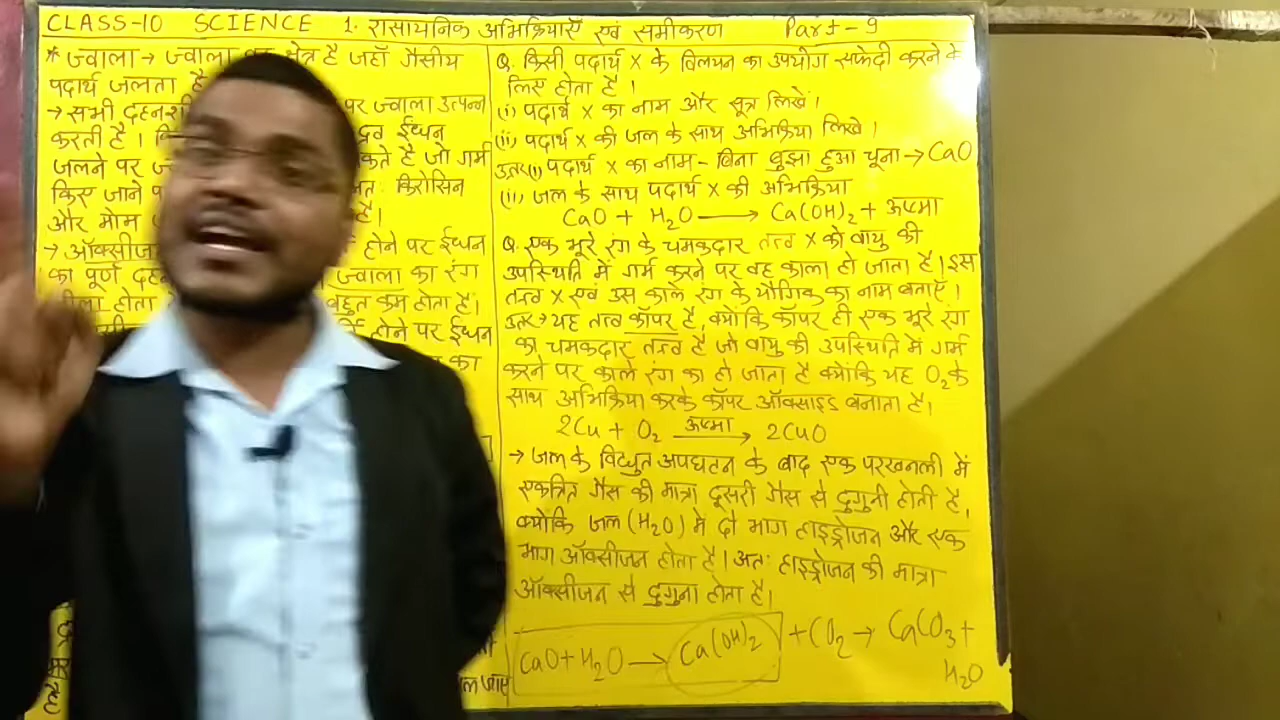 CLASS-10 SCIENCE 1. रासायनिक अभिक्रियाएँ एवं समीकरण Part-9
* ज्वाला → ज्वाला क्षेत्र है जहाँ गैसीय
पदार्थ जलता है
→ सभी दहन पर ज्वाला उत्पन्न
करती है। द्रव ईंधन
जलने पर है जो गर्म
किए जाने किरोसिन
और मोम है।
→ ऑक्सीजन होने पर ईंधन
का पूर्ण दहन ज्वाला का रंग
होता बहुत कम होता है।
होने पर ईंधन
का
Q. किसी पदार्थ X के विलयन का उपयोग सफेदी करने के
लिए होता है।
(i) पदार्थ X का नाम और सूत्र लिखें।
(ii) पदार्थ X की जल के साथ अभिक्रिया लिखे।
उत्तर(i) पदार्थ X का नाम - बिना बुझा हुआ चूना → CaO
(ii) जल के साथ पदार्थ X की अभिक्रिया
CaO + H₂O ⟶ Ca(OH)₂ + ऊष्मा
Q. एक भूरे रंग के चमकदार तत्त्व X को वायु की
उपस्थिति में गर्म करने पर वह काला हो जाता है। इस
तत्त्व X एवं उस काले रंग के यौगिक का नाम बताएँ।
उत्तर → यह तत्त्व कॉपर है, क्योंकि कॉपर ही एक भूरे रंग
का चमकदार तत्त्व है जो वायु की उपस्थिति में गर्म
करने पर काले रंग का हो जाता है क्योंकि यह O₂ के
साथ अभिक्रिया करके कॉपर ऑक्साइड बनाता है।
2Cu + O₂ ऊष्मा⟶ 2CuO
→ जल के विद्युत अपघटन के बाद एक परखनली में
एकत्रित गैस की मात्रा दूसरी गैस से दुगुनी होती है,
क्योंकि जल (H₂O) में दो भाग हाइड्रोजन और एक
भाग ऑक्सीजन होता है। अतः हाइड्रोजन की मात्रा
ऑक्सीजन से दुगुना होता है।
CaO + H₂O ⟶ Ca(OH)₂ + CO₂ → CaCO₃ +
H₂O